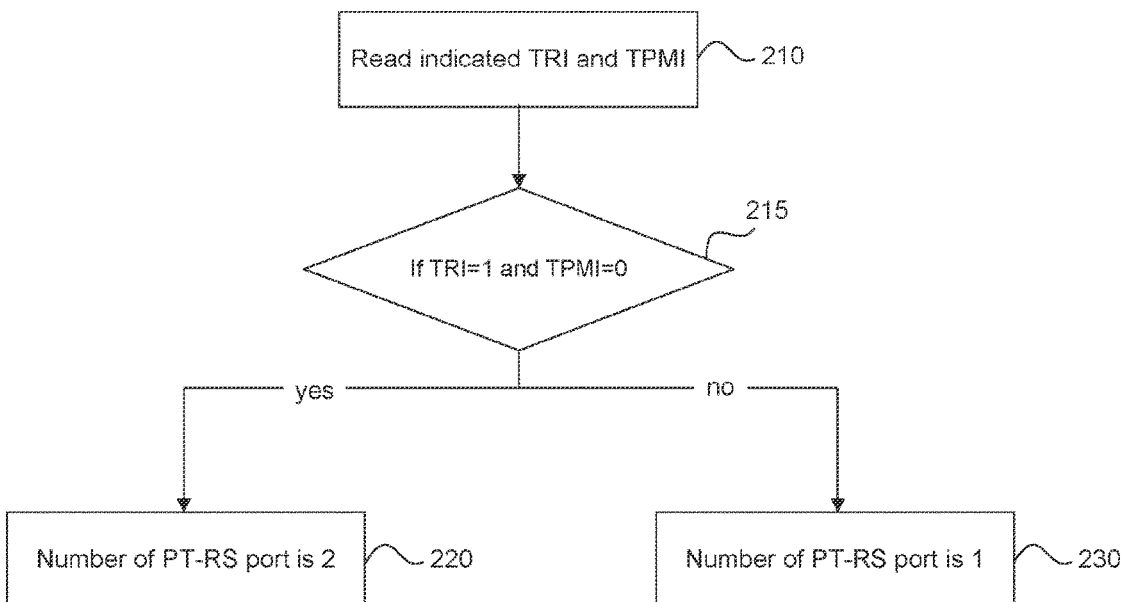 Read indicated TRI and TPMI
210
215
If TRI=1 and TPMI=0
yes
no
Number of PT-RS port is 2
220
Number of PT-RS port is 1
230